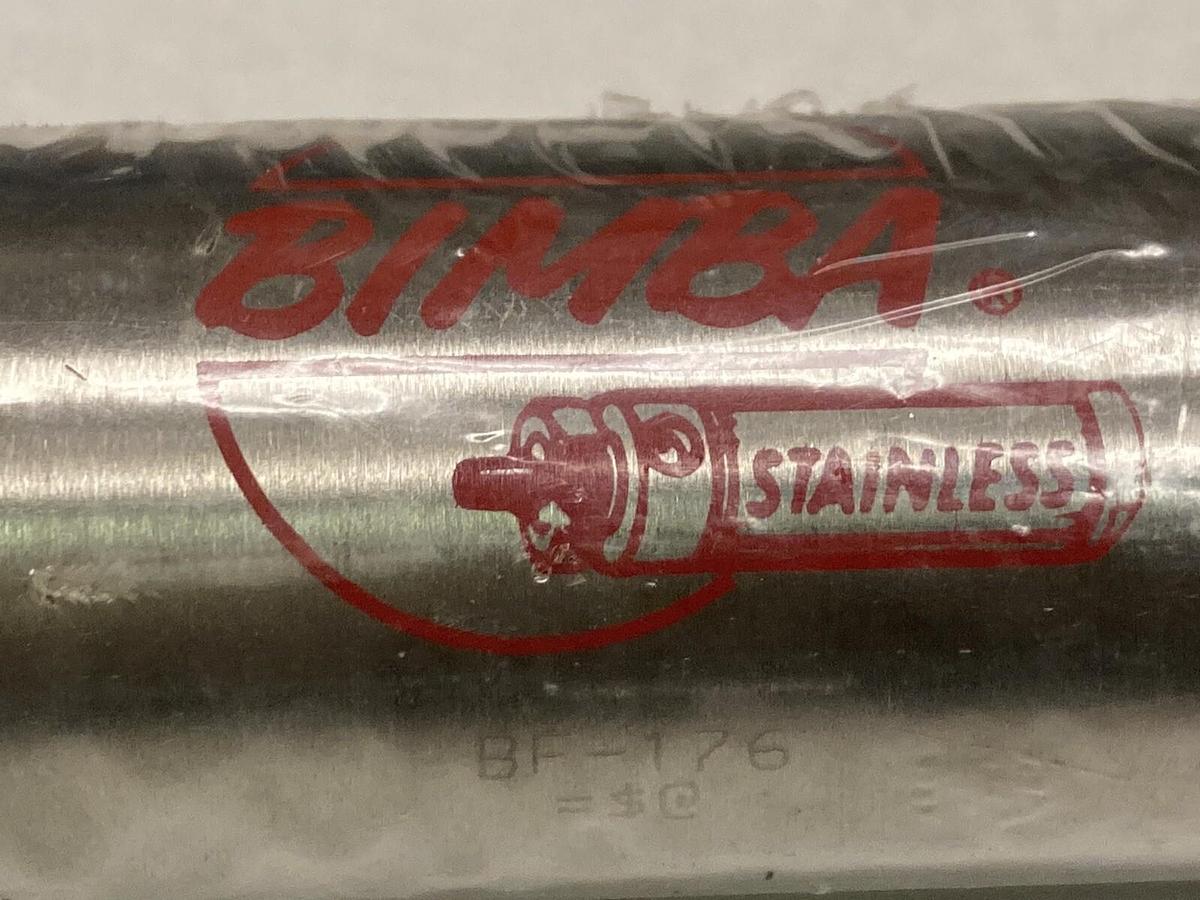 BIMBA ®
STAINLESS
BF-176
=$@